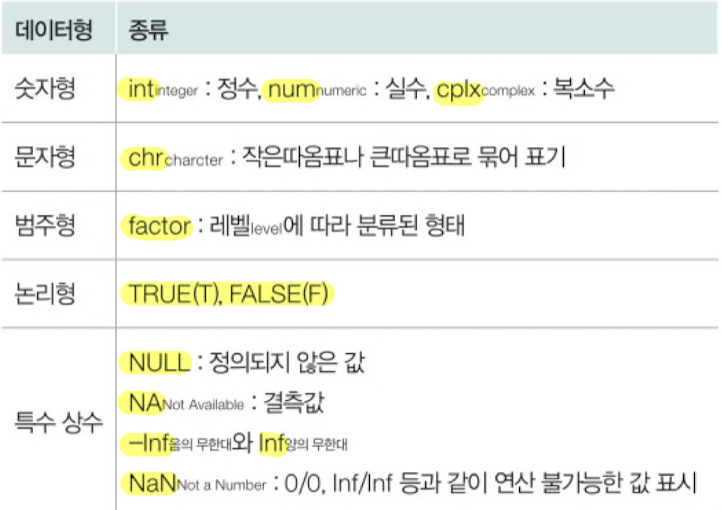 데이터형 종류
숫자형 intinteger : 정수, numnumeric : 실수, cplxcomplex : 복소수
문자형 chrcharcter : 작은따옴표나 큰따옴표로 묶어 표기
범주형 factor : 레벨level에 따라 분류된 형태
논리형 TRUE(T), FALSE(F)
특수 상수
NULL : 정의되지 않은 값
NANot Available : 결측값
-Inf음의 무한대와 Inf양의 무한대
NaNNot a Number : 0/0, Inf/Inf 등과 같이 연산 불가능한 값 표시